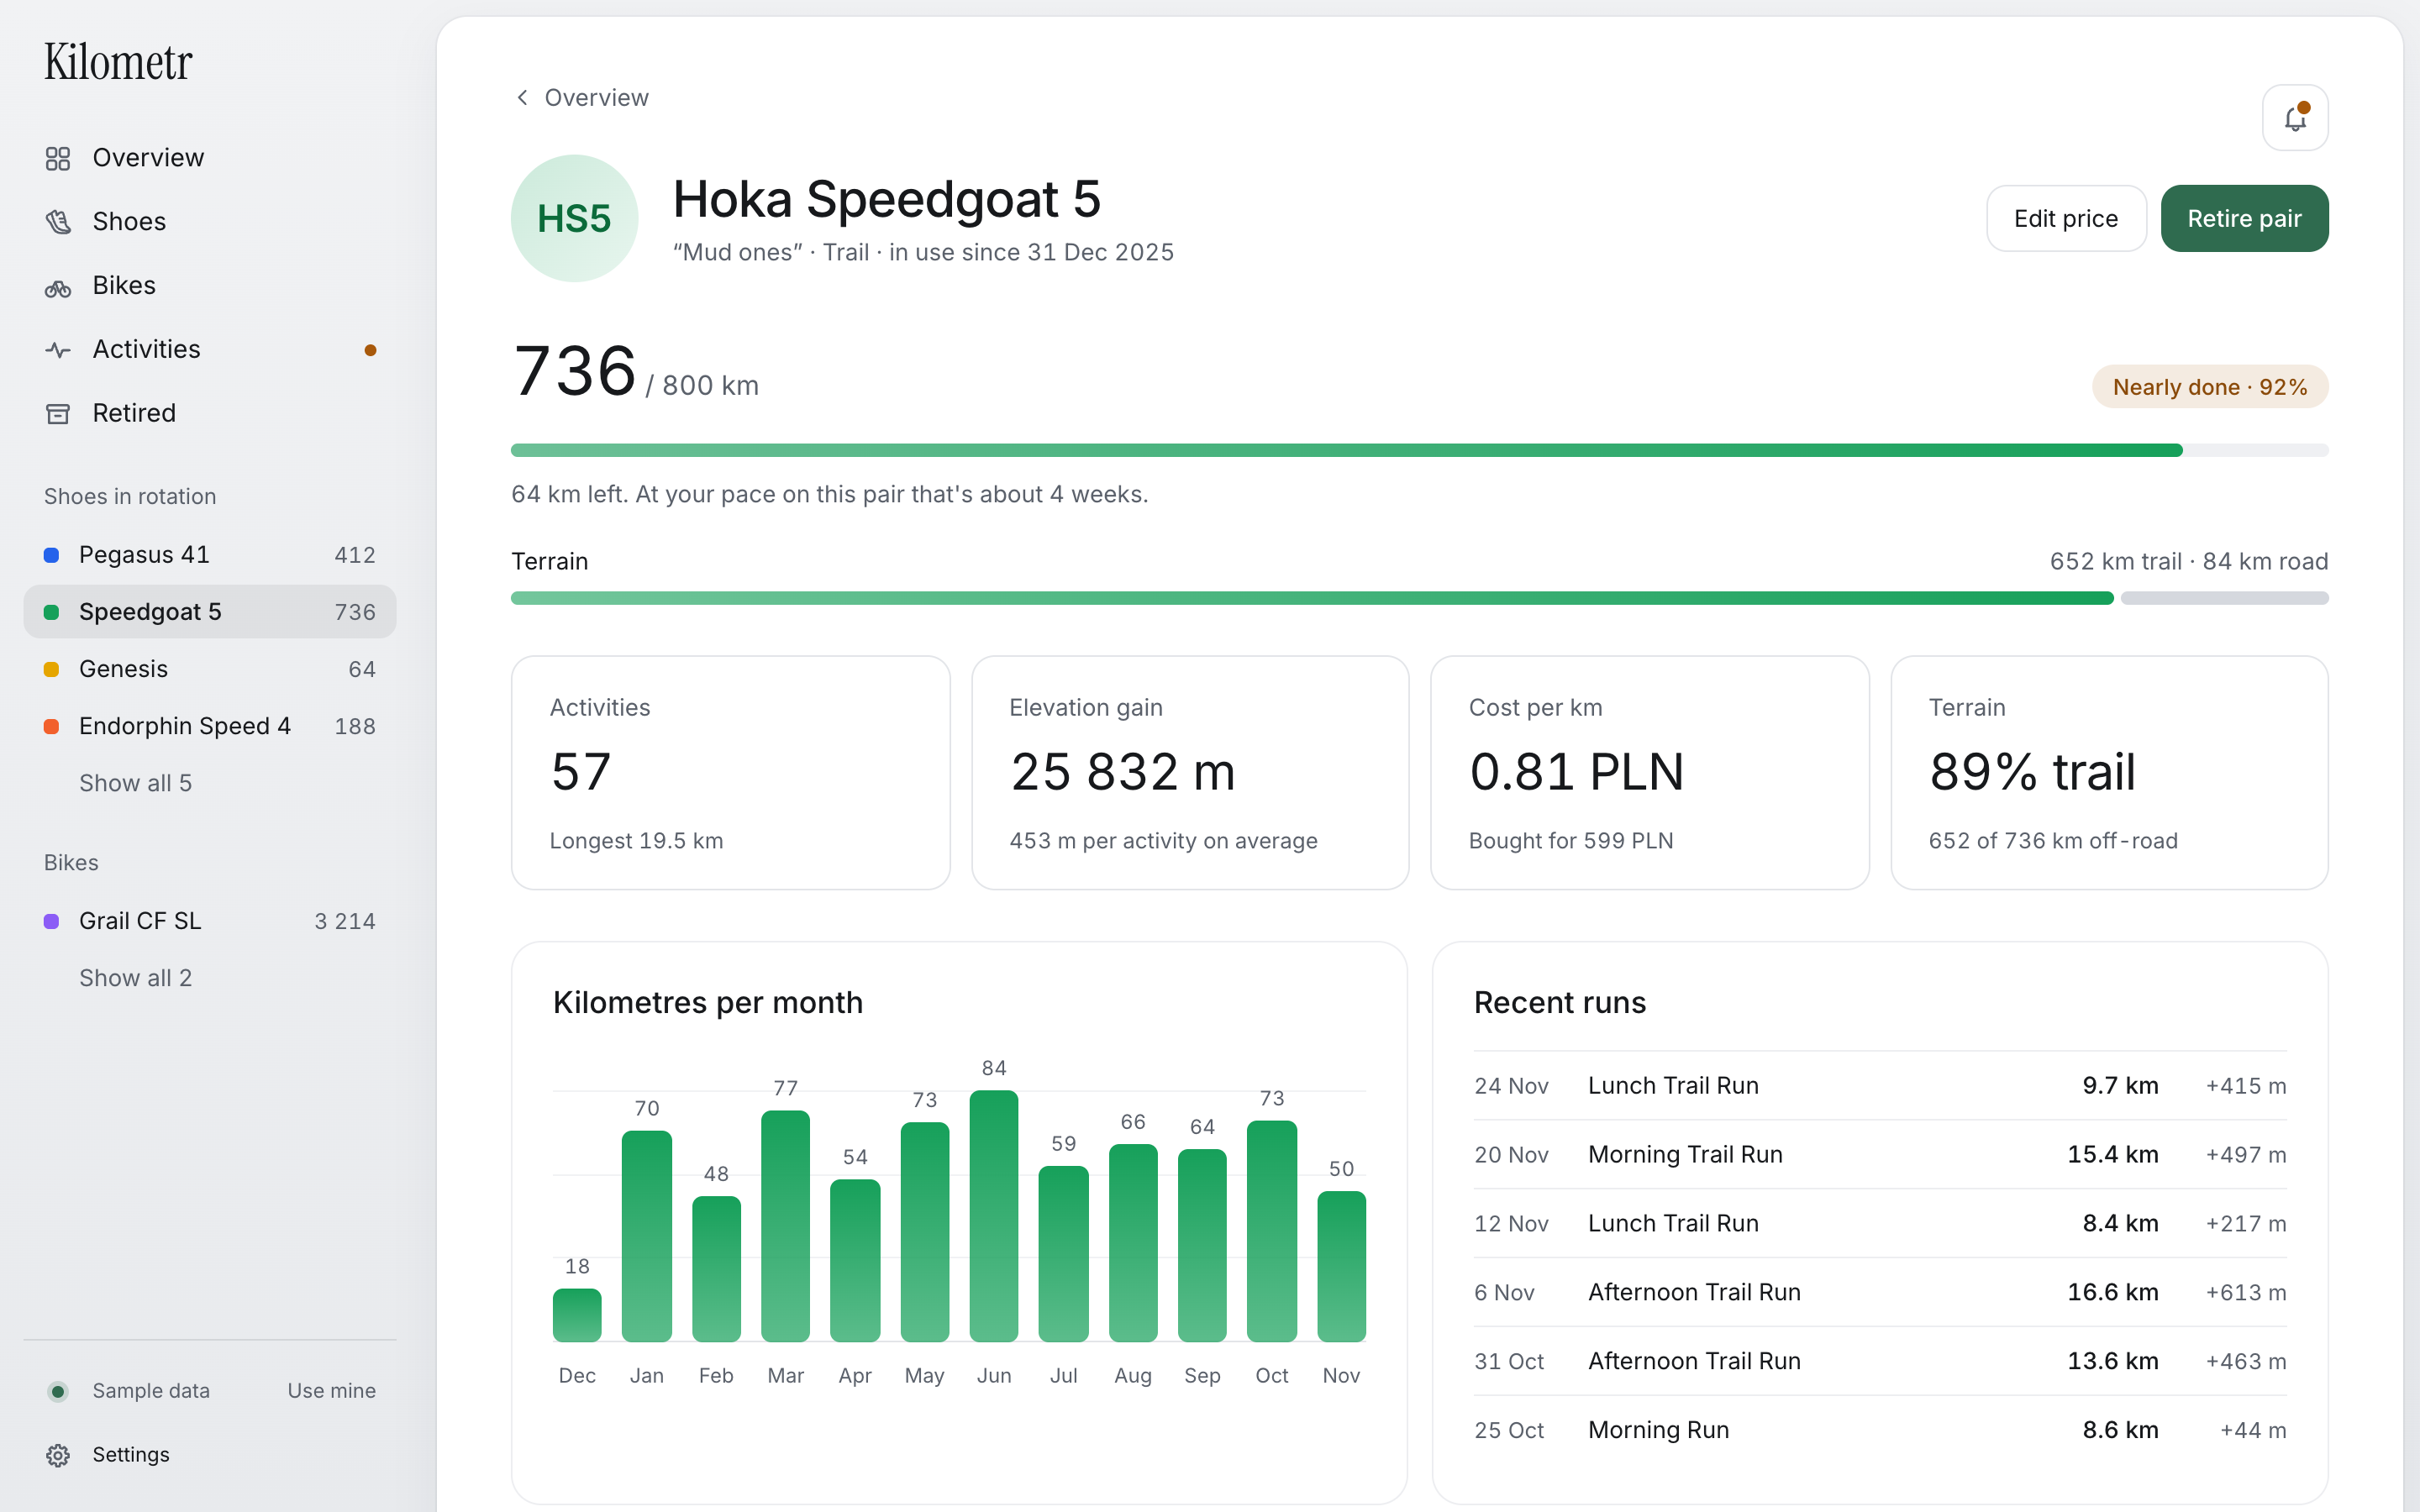 Kilometr
Overview
Shoes
Bikes
Activities
Retired
Shoes in rotation
Pegasus 41 412
Speedgoat 5 736
Genesis 64
Endorphin Speed 4 188
Show all 5
Bikes
Grail CF SL 3 214
Show all 2
Sample data Use mine
Settings
Overview
HS5
Hoka Speedgoat 5
“Mud ones” · Trail · in use since 31 Dec 2025
Edit price
Retire pair
736 / 800 km
Nearly done · 92%
64 km left. At your pace on this pair that's about 4 weeks.
Terrain
652 km trail · 84 km road
Activities
57
Longest 19.5 km
Elevation gain
25 832 m
453 m per activity on average
Cost per km
0.81 PLN
Bought for 599 PLN
Terrain
89% trail
652 of 736 km off-road
Kilometres per month
18 70 48 77 54 73 84 59 66 64 73 50
Dec Jan Feb Mar Apr May Jun Jul Aug Sep Oct Nov
Recent runs
24 Nov Lunch Trail Run 9.7 km +415 m
20 Nov Morning Trail Run 15.4 km +497 m
12 Nov Lunch Trail Run 8.4 km +217 m
6 Nov Afternoon Trail Run 16.6 km +613 m
31 Oct Afternoon Trail Run 13.6 km +463 m
25 Oct Morning Run 8.6 km +44 m